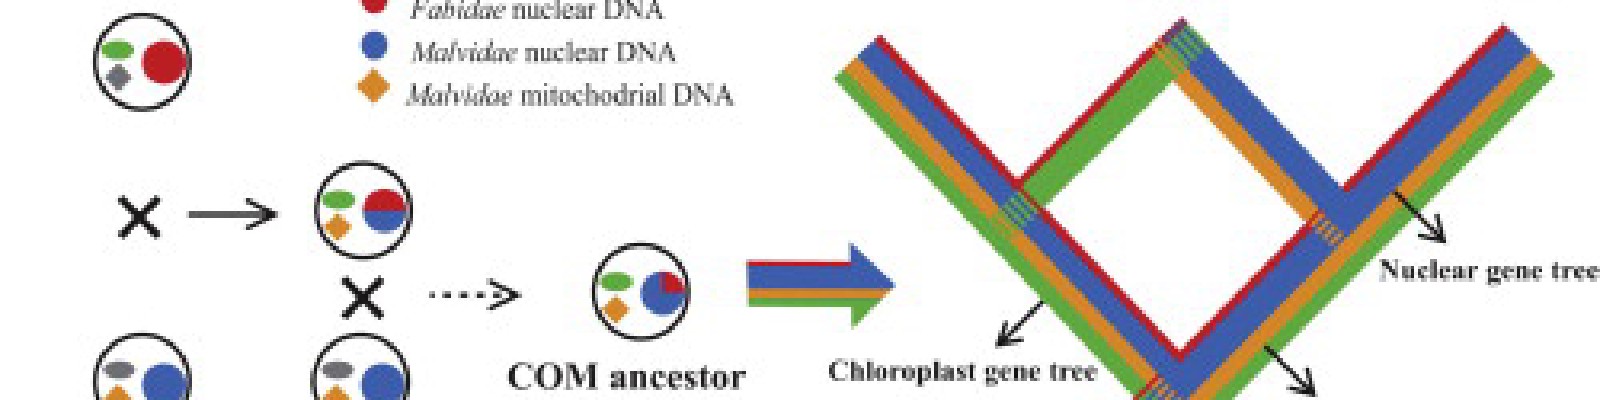 Fabidae nuclear DNA
Malvidae nuclear DNA
Malvidae mitochodrial DNA
Nuclear gene tree
Chloroplast gene tree
COM ancestor